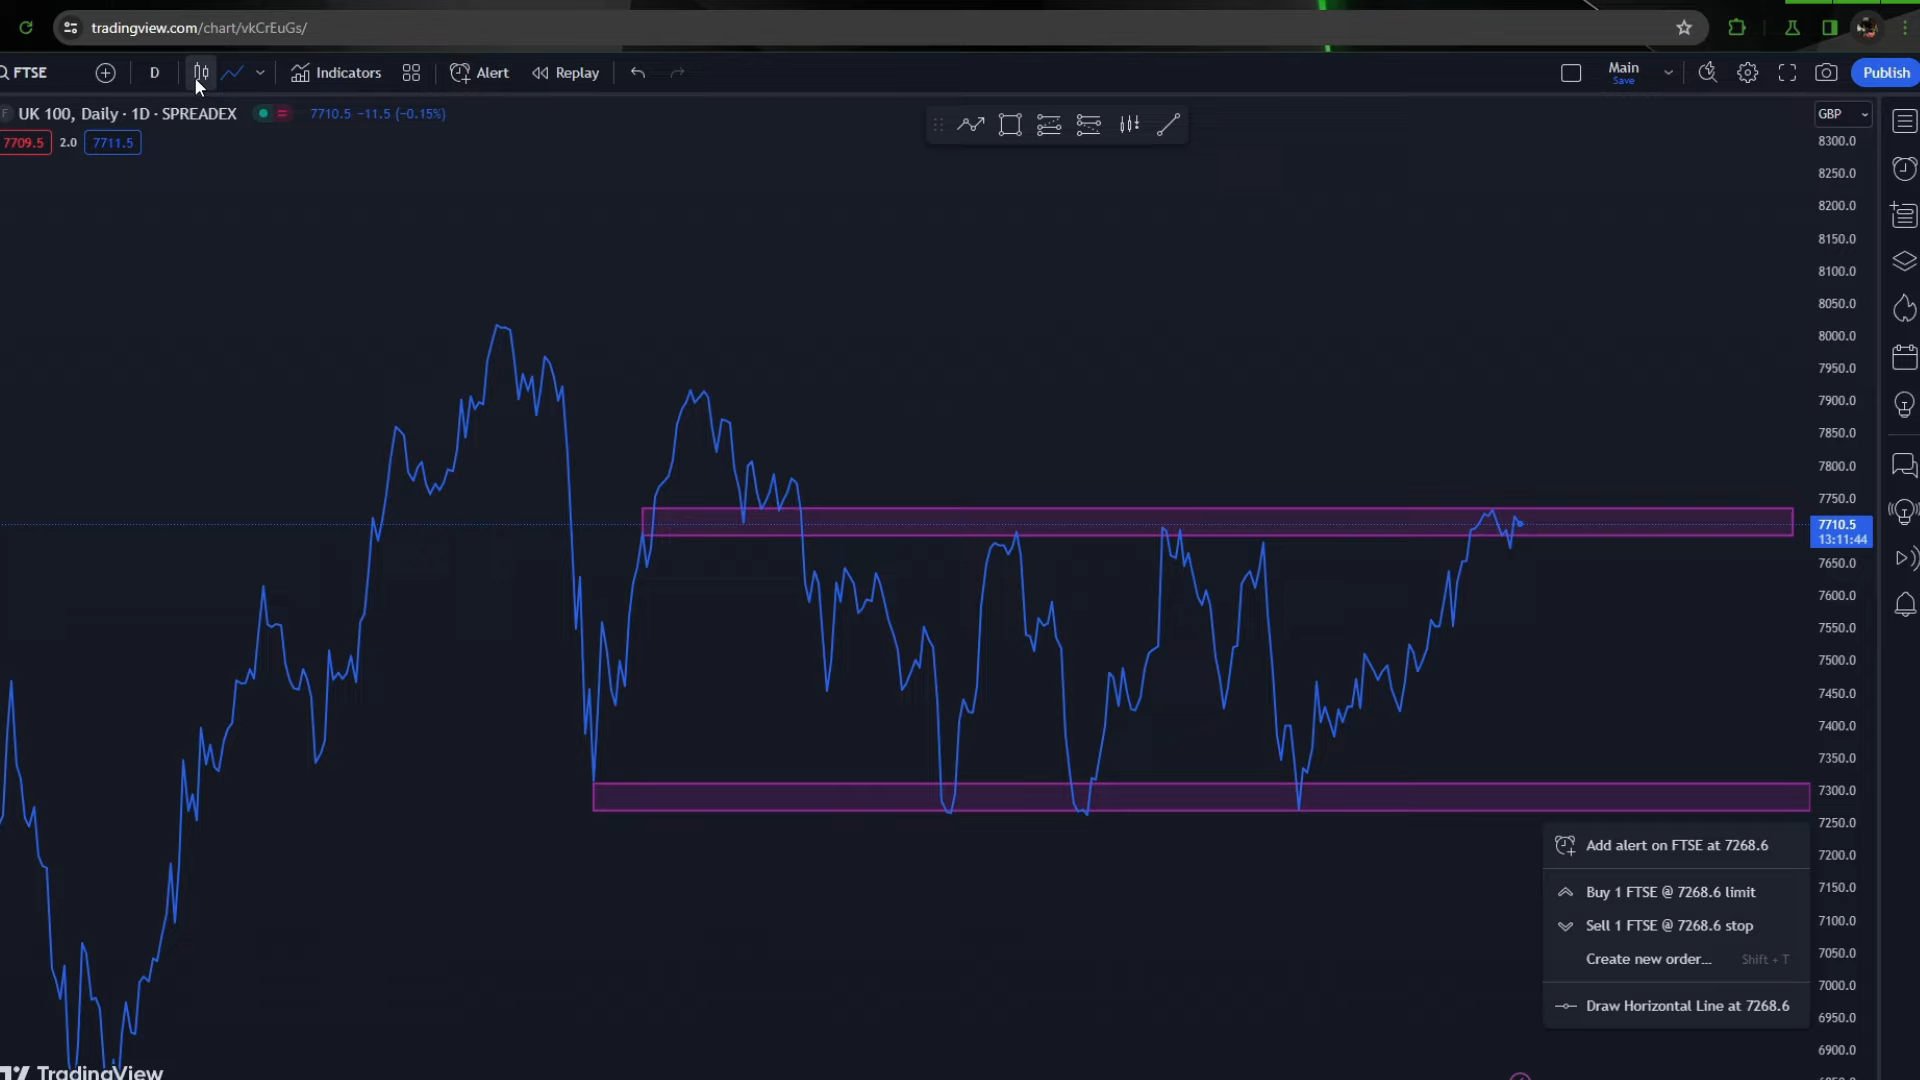 tradingview.com/chart/vkCrEuGs/
FTSE
D
Indicators
Alert
Replay
Main
Save
Publish
UK 100, Daily · 1D · SPREADEX
7710.5 −11.5 (−0.15%)
GBP
7709.5
2.0
7711.5
8300.0
8250.0
8200.0
8150.0
8100.0
8050.0
8000.0
7950.0
7900.0
7850.0
7800.0
7750.0
7710.5
13:11:44
7650.0
7600.0
7550.0
7500.0
7450.0
7400.0
7350.0
7300.0
7250.0
7200.0
7150.0
7100.0
7050.0
7000.0
6950.0
6900.0
Add alert on FTSE at 7268.6
Buy 1 FTSE @ 7268.6 limit
Sell 1 FTSE @ 7268.6 stop
Create new order... Shift + T
Draw Horizontal Line at 7268.6
TradingView